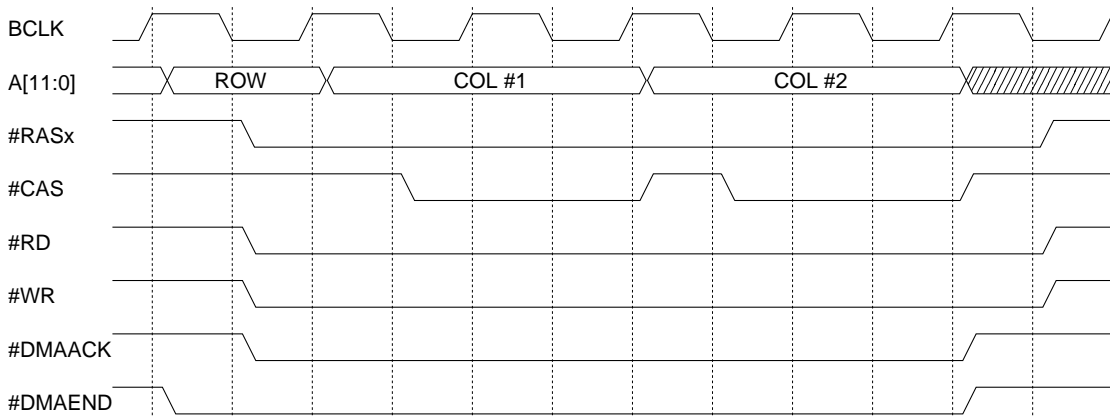 BCLK
A[11:0] ROW COL #1 COL #2
#RASx
#CAS
#RD
#WR
#DMAACK
#DMAEND